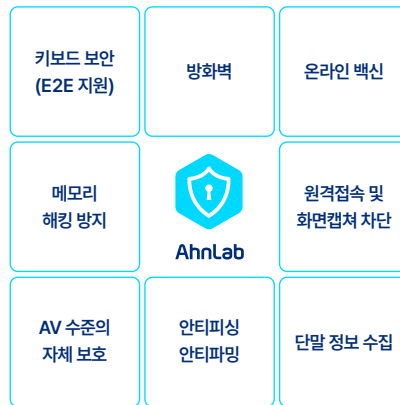 키보드 보안
(E2E 지원)
방화벽
온라인 백신
메모리
해킹 방지
AhnLab
원격접속 및
화면캡쳐 차단
AV 수준의
자체 보호
안티피싱
안티파밍
단말 정보 수집